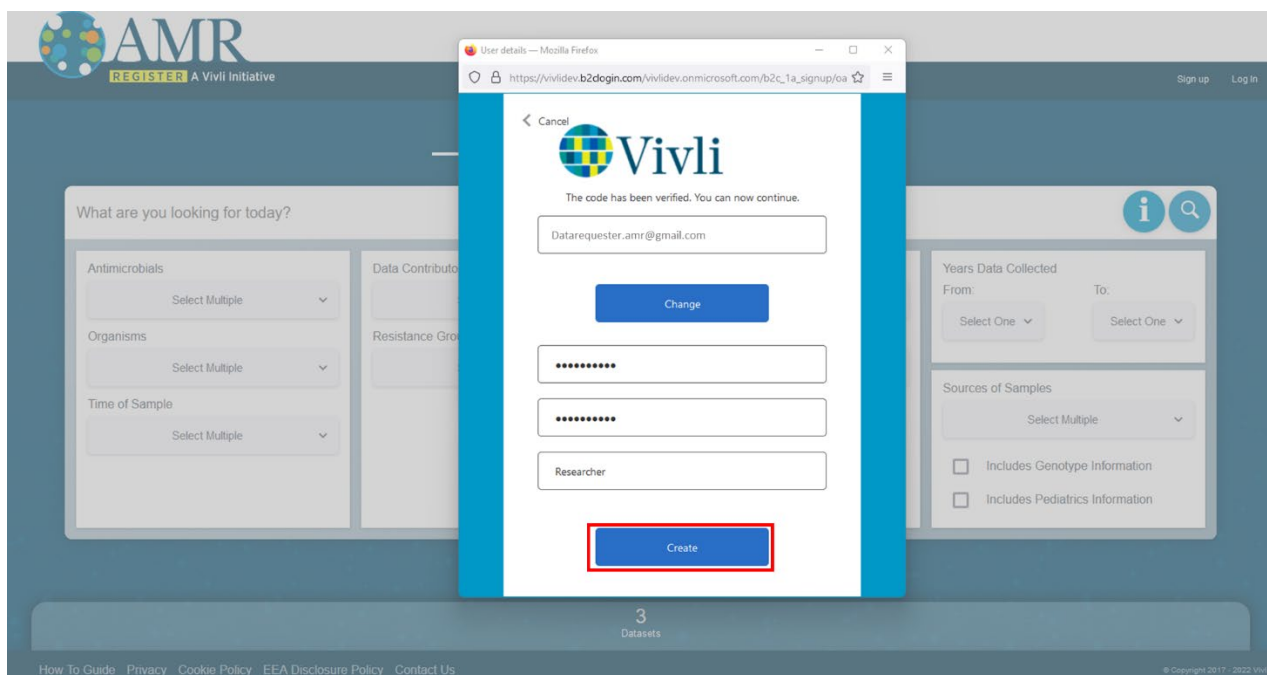 AMR
REGISTER A Vivli Initiative
Sign up Log In
User details — Mozilla Firefox
https://vivlidev.b2clogin.com/vivlidev.onmicrosoft.com/b2c_1a_signup/oa
Cancel
Vivli
The code has been verified. You can now continue.
Datarequester.amr@gmail.com
Change
••••••••••
••••••••••
Researcher
Create
What are you looking for today?
Antimicrobials
Select Multiple
Organisms
Select Multiple
Time of Sample
Select Multiple
Data Contributo
Resistance Gro
Years Data Collected
From: To:
Select One Select One
Sources of Samples
Select Multiple
Includes Genotype Information
Includes Pediatrics Information
3
Datasets
How To Guide Privacy Cookie Policy EEA Disclosure Policy Contact Us
© Copyright 2017 - 2022 Vivli